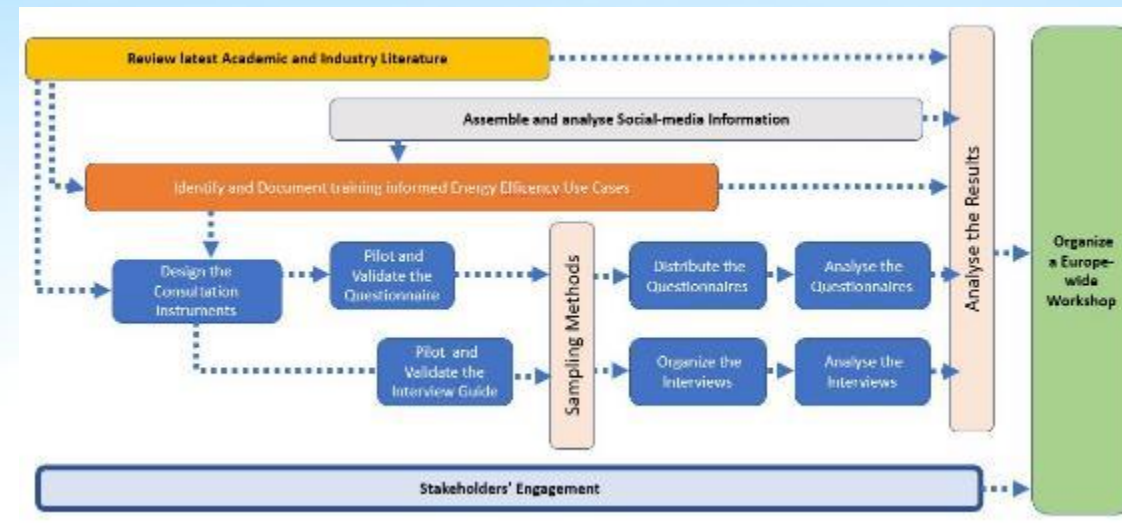 Review latest Academic and Industry Literature
Assemble and analyse Social-media Information
Identify and Document training informed Energy Efficency Use Cases
Design the
Consultation
Instruments
Pilot and
Validate the
Questionnaire
Pilot and
Validate the
Interview Guide
Sampling Methods
Distribute the
Questionnaires
Analyse the
Questionnaires
Organize the
Interviews
Analyse the
Interviews
Analyse the Results
Organize
a Europe-
wide
Workshop
Stakeholders' Engagement